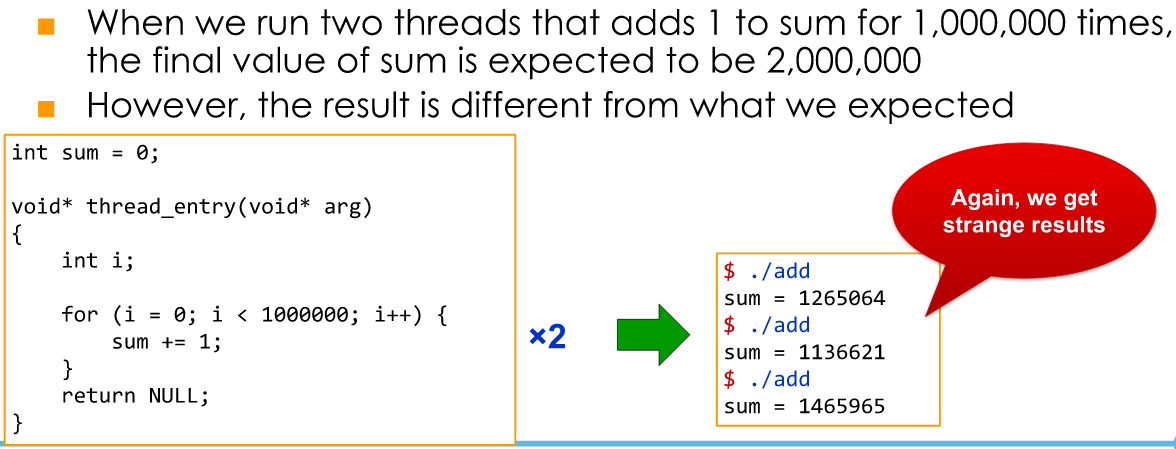 When we run two threads that adds 1 to sum for 1,000,000 times,
the final value of sum is expected to be 2,000,000
However, the result is different from what we expected
int sum = 0;
void* thread_entry(void* arg)
{
    int i;
    for (i = 0; i < 1000000; i++) {
        sum += 1;
    }
    return NULL;
}
×2
$ ./add
sum = 1265064
$ ./add
sum = 1136621
$ ./add
sum = 1465965
Again, we get
strange results